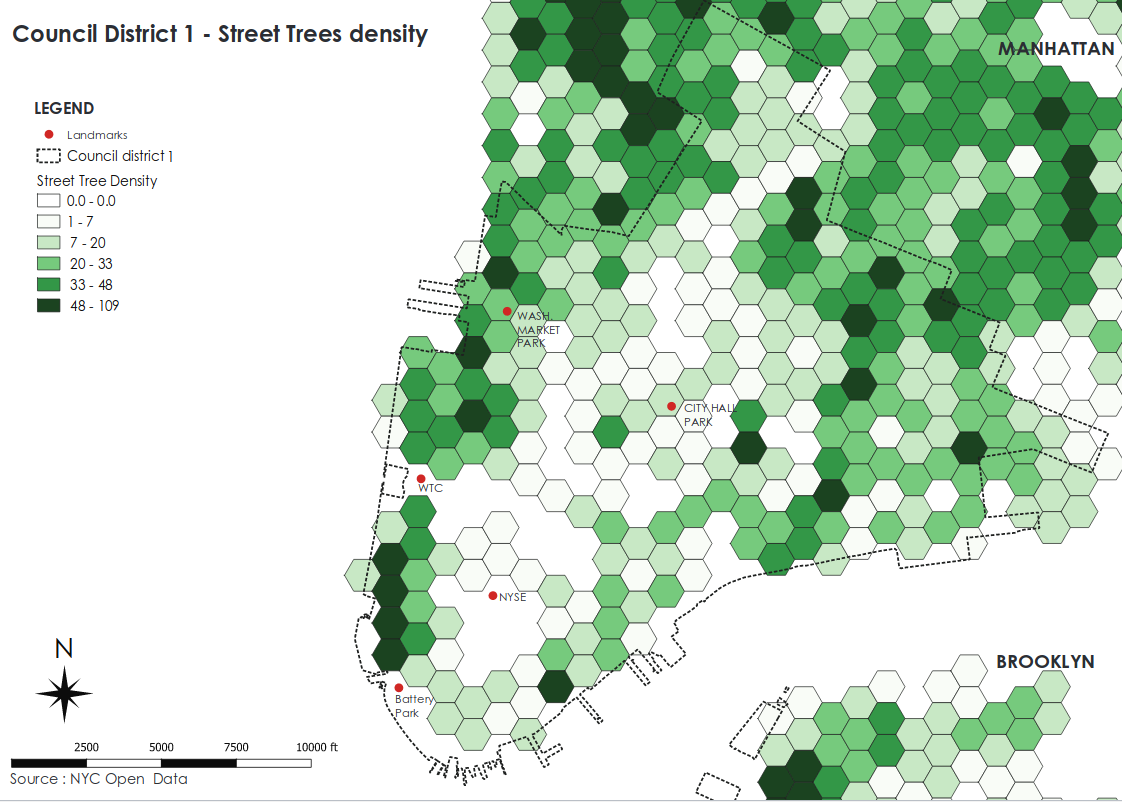 Council District 1 - Street Trees density
MANHATTAN
LEGEND
Landmarks
Council district 1
Street Tree Density
0.0 - 0.0
1 - 7
7 - 20
20 - 33
33 - 48
48 - 109
WASH.
MARKET
PARK
CITY HALL
PARK
WTC
NYSE
N
BROOKLYN
Battery
Park
2500 5000 7500 10000 ft
Source : NYC Open Data